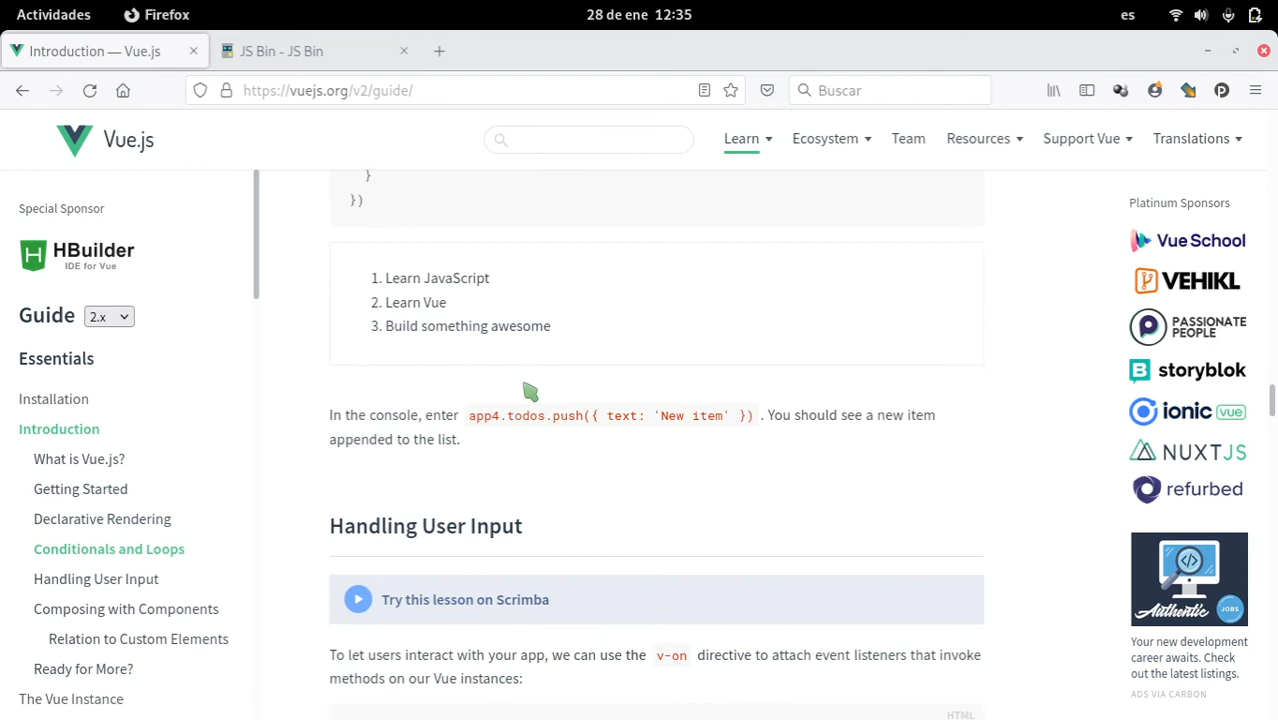 Actividades
Firefox
28 de ene 12:35
es
Introduction — Vue.js
JS Bin - JS Bin
https://vuejs.org/v2/guide/
Buscar
Vue.js
Learn
Ecosystem
Team
Resources
Support Vue
Translations
Special Sponsor
HBuilder
IDE for Vue
Guide 2.x
Essentials
Installation
Introduction
What is Vue.js?
Getting Started
Declarative Rendering
Conditionals and Loops
Handling User Input
Composing with Components
Relation to Custom Elements
Ready for More?
The Vue Instance
}
})
1. Learn JavaScript
2. Learn Vue
3. Build something awesome
In the console, enter app4.todos.push({ text: 'New item' }) . You should see a new item
appended to the list.
Handling User Input
Try this lesson on Scrimba
To let users interact with your app, we can use the v-on directive to attach event listeners that invoke
methods on our Vue instances:
HTML
Platinum Sponsors
Vue School
VEHIKL
PASSIONATE
PEOPLE
storyblok
ionic vue
NUXTJS
refurbed
Authentic
JOBS
Your new development
career awaits. Check
out the latest listings.
ADS VIA CARBON